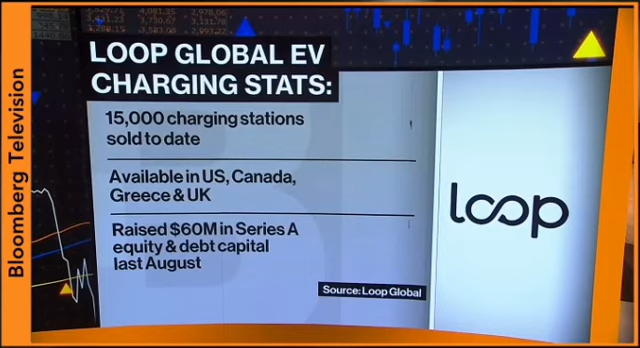 Bloomberg Television
LOOP GLOBAL EV
CHARGING STATS:
15,000 charging stations
sold to date
Available in US, Canada,
Greece & UK
Raised $60M in Series A
equity & debt capital
last August
Source: Loop Global
loop